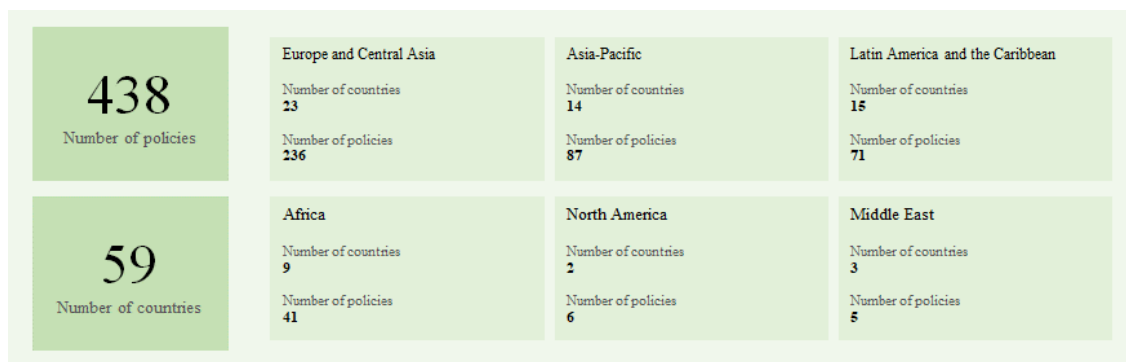 438
Number of policies
59
Number of countries
Europe and Central Asia
Number of countries
23
Number of policies
236
Asia-Pacific
Number of countries
14
Number of policies
87
Latin America and the Caribbean
Number of countries
15
Number of policies
71
Africa
Number of countries
9
Number of policies
41
North America
Number of countries
2
Number of policies
6
Middle East
Number of countries
3
Number of policies
5